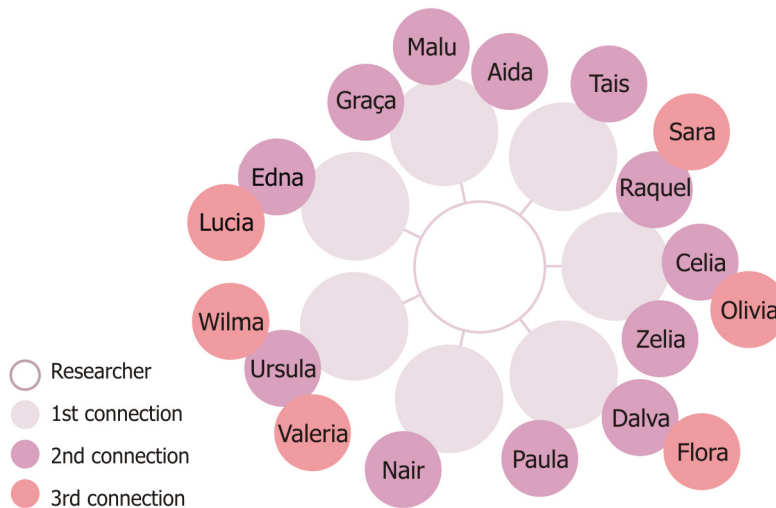 Malu
Aida
Tais
Graça
Sara
Edna
Raquel
Lucia
Celia
Olivia
Wilma
Zelia
Ursula
Researcher
1st connection
Dalva
Valeria
Flora
2nd connection
Paula
Nair
3rd connection